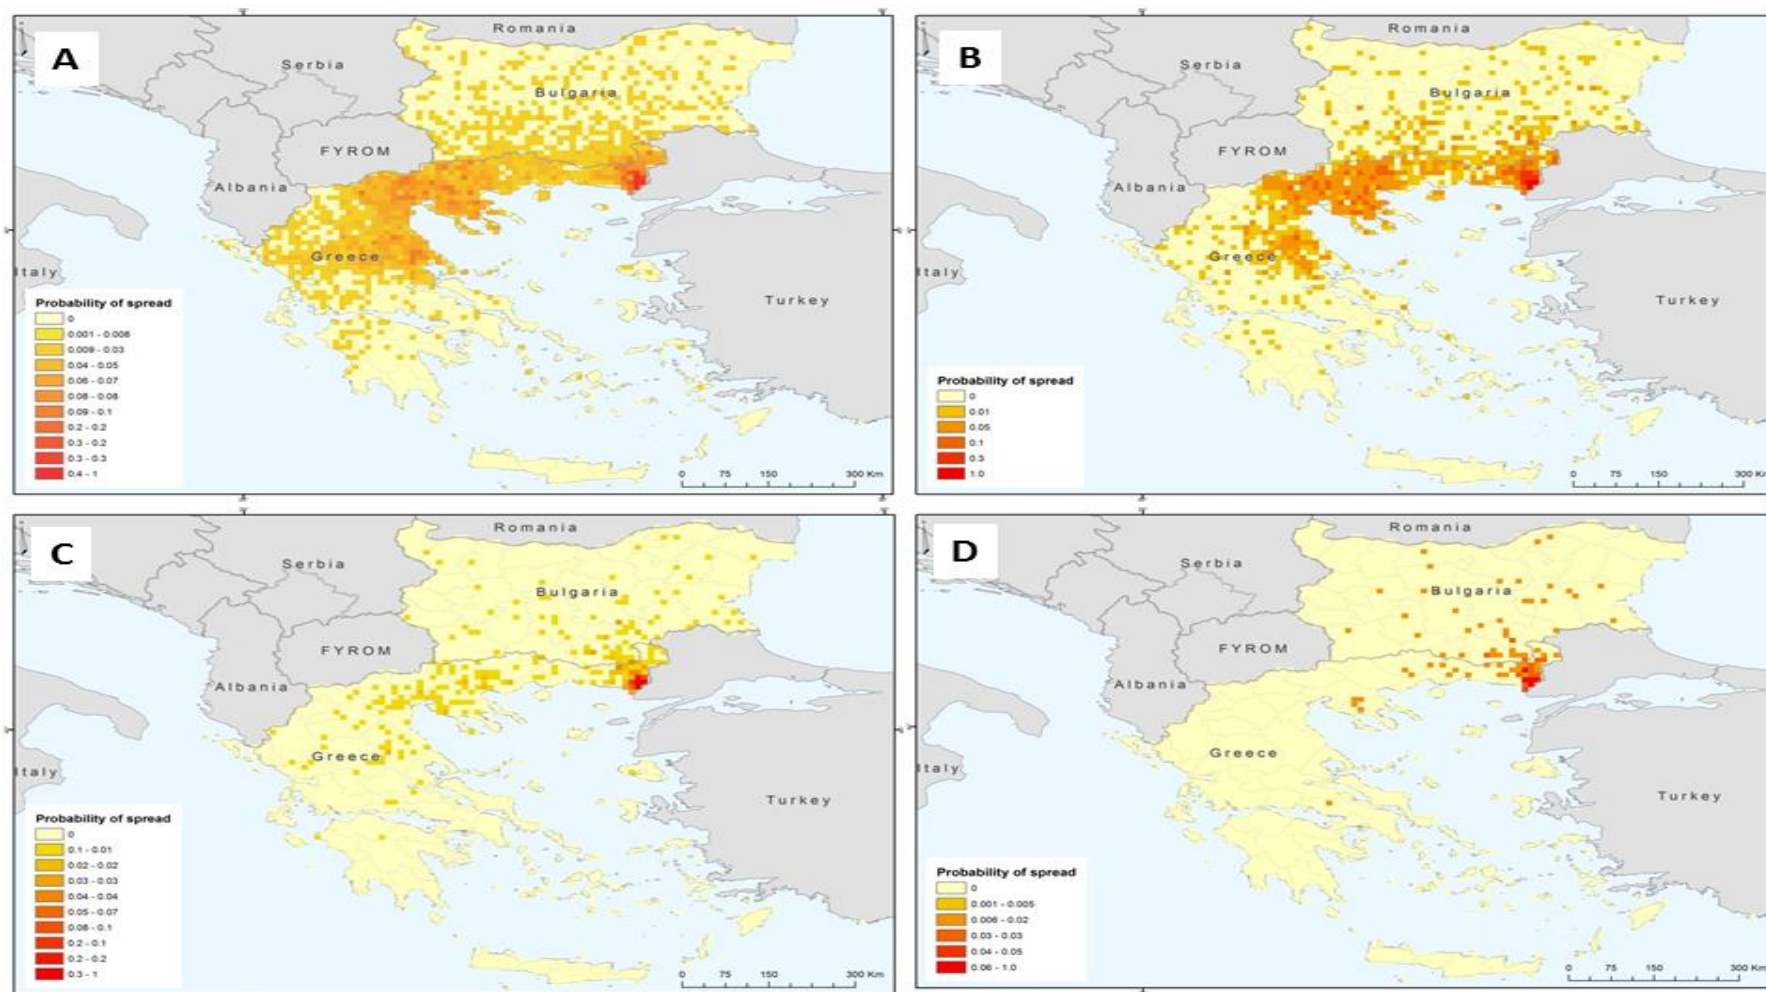 A
Romania
Serbia
Bulgaria
FYROM
Albania
Greece
Italy
Turkey
Probability of spread
0
0.001 - 0.008
0.009 - 0.03
0.04 - 0.05
0.06 - 0.07
0.08 - 0.08
0.09 - 0.1
0.2 - 0.2
0.3 - 0.2
0.3 - 0.3
0.4 - 1
0 75 150 300 Km
B
Romania
Serbia
Bulgaria
FYROM
Albania
Greece
Italy
Turkey
Probability of spread
0
0.01
0.05
0.1
0.3
1.0
0 75 150 300 Km
C
Romania
Serbia
Bulgaria
FYROM
Albania
Greece
Italy
Turkey
Probability of spread
0
0.1 - 0.01
0.02 - 0.02
0.03 - 0.03
0.04 - 0.04
0.05 - 0.07
0.08 - 0.1
0.2 - 0.1
0.2 - 0.2
0.3 - 1
0 75 150 300 Km
D
Romania
Serbia
Bulgaria
FYROM
Albania
Greece
Italy
Turkey
Probability of spread
0
0.001 - 0.005
0.006 - 0.02
0.03 - 0.03
0.04 - 0.05
0.06 - 1.0
0 75 150 300 Km